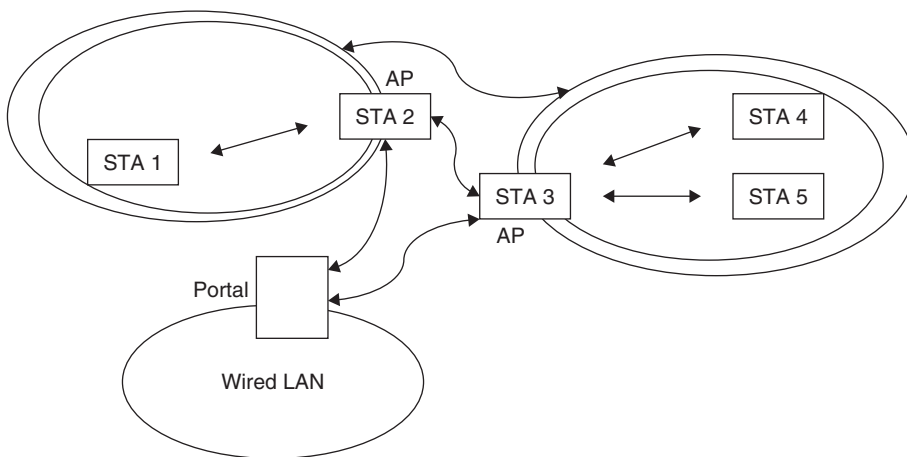 AP
STA 2
STA 4
STA 1
STA 3
STA 5
AP
Portal
Wired LAN